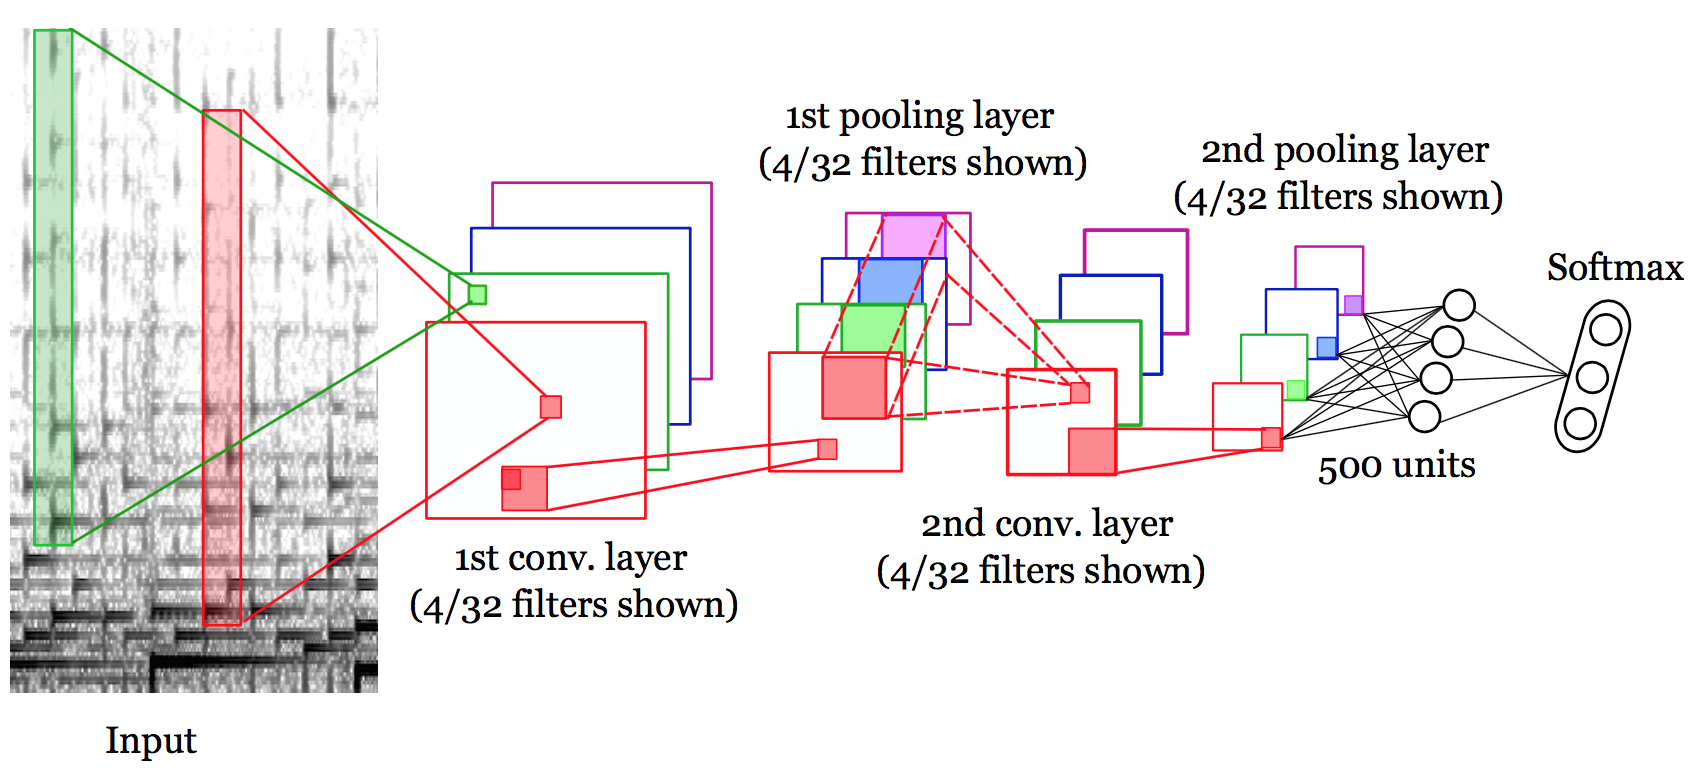 Input
1st conv. layer
(4/32 filters shown)
1st pooling layer
(4/32 filters shown)
2nd conv. layer
(4/32 filters shown)
2nd pooling layer
(4/32 filters shown)
500 units
Softmax